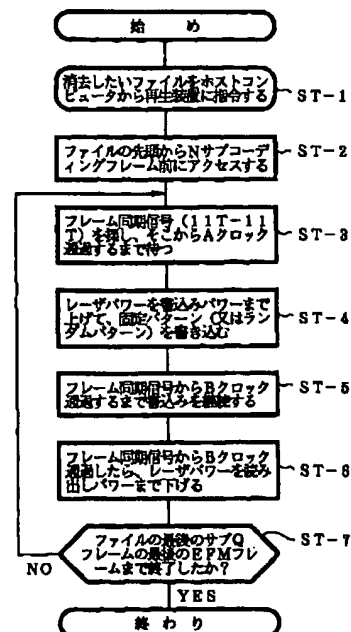 始め
消去したいファイルをホストコン
ピュータから再生装置に指令する
ST-1
ファイルの先頭からNサブコーデ
ィングフレーム前にアクセスする
ST-2
フレーム同期信号(11T-11
T)を探し、そこからAクロック
通過するまで待つ
ST-3
レーザパワーを書込みパワーまで
上げて、固定パターン(又はラン
ダムパターン)を書き込む
ST-4
フレーム同期信号からBクロック
通過するまで書込みを継続する
ST-5
フレーム同期信号からBクロック
通過したら、レーザパワーを読み
出しパワーまで下げる
ST-6
ファイルの最後のサブQ
フレームの最後のEFMフレ
ームまで終了したか?
ST-7
NO
YES
終わり